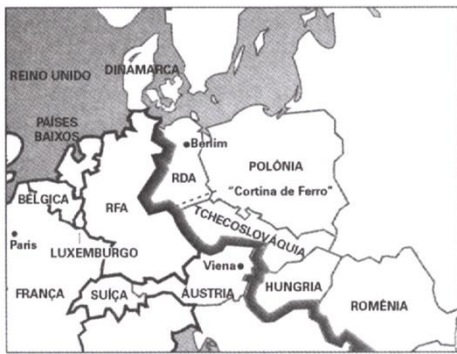 REINO UNIDO
DINAMARCA
PAÍSES
BAIXOS
Berlim
POLÔNIA
RDA
"Cortina de Ferro"
BÉLGICA
RFA
TCHECOSLOVÁQUIA
Paris
LUXEMBURGO
Viena
FRANÇA
SUÍÇA
ÁUSTRIA
HUNGRIA
ROMÊNIA